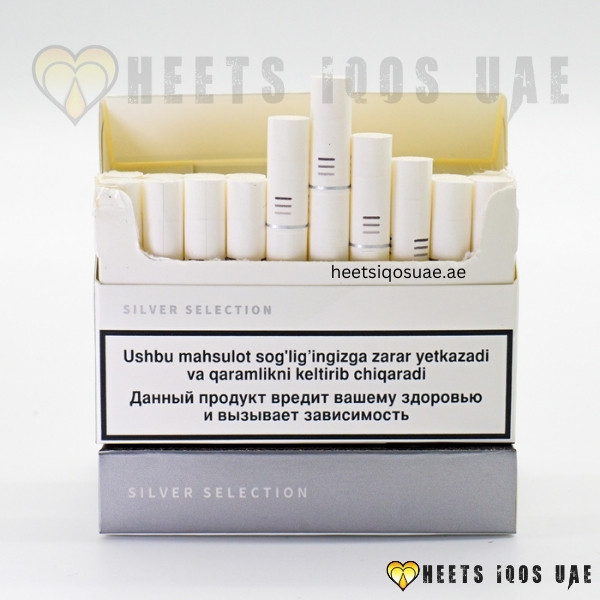 HEETS iQOS UAE
heetsiqosuae.ae
SILVER SELECTION
Ushbu mahsulot sog'lig'ingizga zarar yetkazadi
va qaramlikni keltirib chiqaradi
Данный продукт вредит вашему здоровью
и вызывает зависимость
SILVER SELECTION
HEETS iQOS UAE